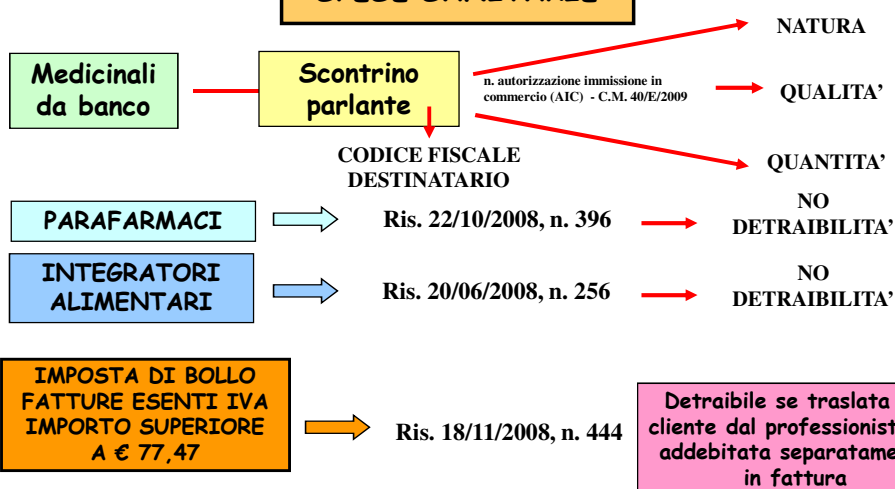 NATURA
Medicinali
da banco
Scontrino
parlante
n. autorizzazione immissione in
commercio (AIC)  - C.M. 40/E/2009
QUALITA’
CODICE FISCALE
DESTINATARIO
QUANTITA’
PARAFARMACI
Ris. 22/10/2008, n. 396
NO
DETRAIBILITA’
INTEGRATORI
ALIMENTARI
Ris. 20/06/2008, n. 256
NO
DETRAIBILITA’
IMPOSTA DI BOLLO
FATTURE ESENTI IVA
IMPORTO SUPERIORE
A € 77,47
Ris. 18/11/2008, n. 444
Detraibile se traslata
cliente dal professionist
addebitata separatame
in fattura